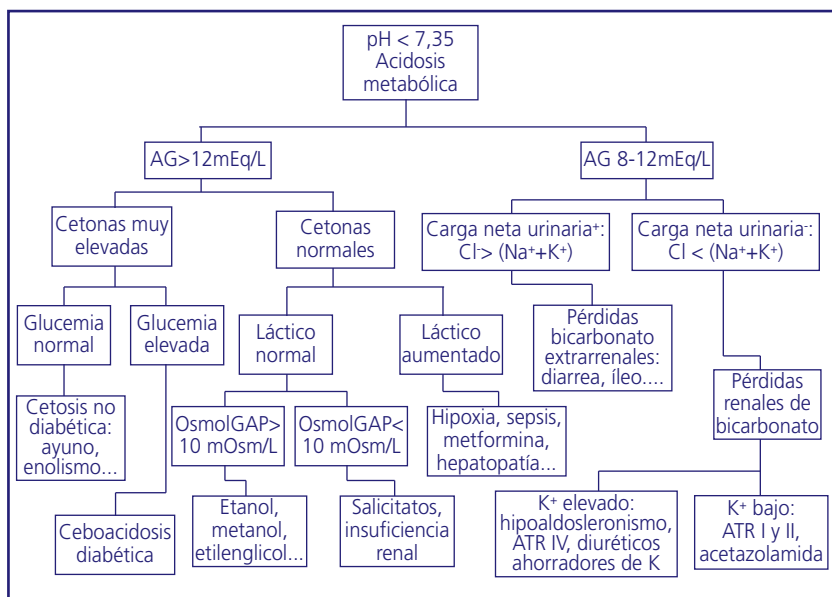 pH < 7,35
Acidosis
metabólica
AG>12mEq/L
AG 8-12mEq/L
Cetonas muy
elevadas
Cetonas
normales
Carga neta urinaria⁺:
Cl⁻> (Na⁺+K⁺)
Carga neta urinaria⁻:
Cl < (Na⁺+K⁺)
Glucemia
normal
Glucemia
elevada
Láctico
normal
Láctico
aumentado
Pérdidas
bicarbonato
extrarrenales:
diarrea, íleo....
Pérdidas
renales de
bicarbonato
Cetosis no
diabética:
ayuno,
enolismo...
OsmolGAP>
10 mOsm/L
OsmolGAP<
10 mOsm/L
Hipoxia, sepsis,
metformina,
hepatopatía...
Ceboacidosis
diabética
Etanol,
metanol,
etilenglicol...
Salicitatos,
insuficiencia
renal
K⁺ elevado:
hipoaldosleronismo,
ATR IV, diuréticos
ahorradores de K
K⁺ bajo:
ATR I y II,
acetazolamida